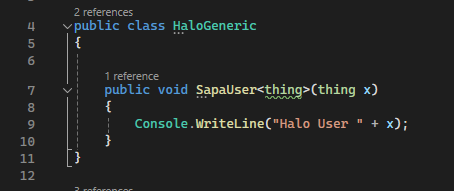 2 references
4 public class HaloGeneric
5 {
6
1 reference
7 public void SapaUser<thing>(thing x)
8 {
9 Console.WriteLine("Halo User " + x);
10 }
11 }
12
3 references